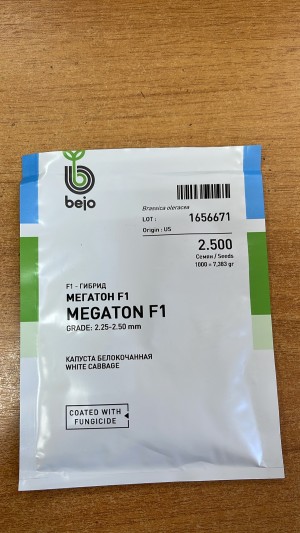 bejo
Brassica oleracea
LOT : 1656671
Origin : US
2.500
Семян / Seeds
1000 = 7,383 gr
F1 - ГИБРИД
МЕГАТОН F1
MEGATON F1
GRADE: 2.25-2.50 mm
КАПУСТА БЕЛОКОЧАННАЯ
WHITE CABBAGE
COATED WITH
FUNGICIDE